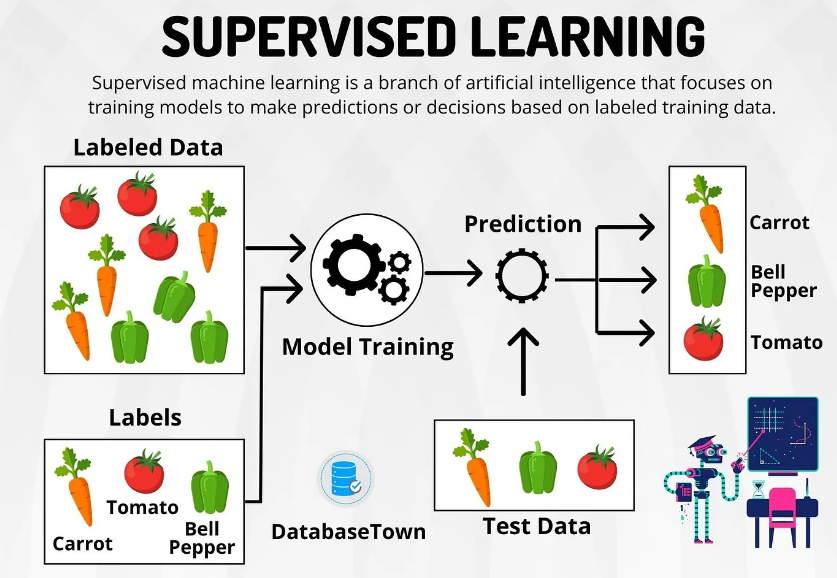 SUPERVISED LEARNING
Supervised machine learning is a branch of artificial intelligence that focuses on
training models to make predictions or decisions based on labeled training data.
Labeled Data
Prediction
Carrot
Bell
Pepper
Tomato
Model Training
Labels
Carrot
Tomato
Bell
Pepper
DatabaseTown
Test Data